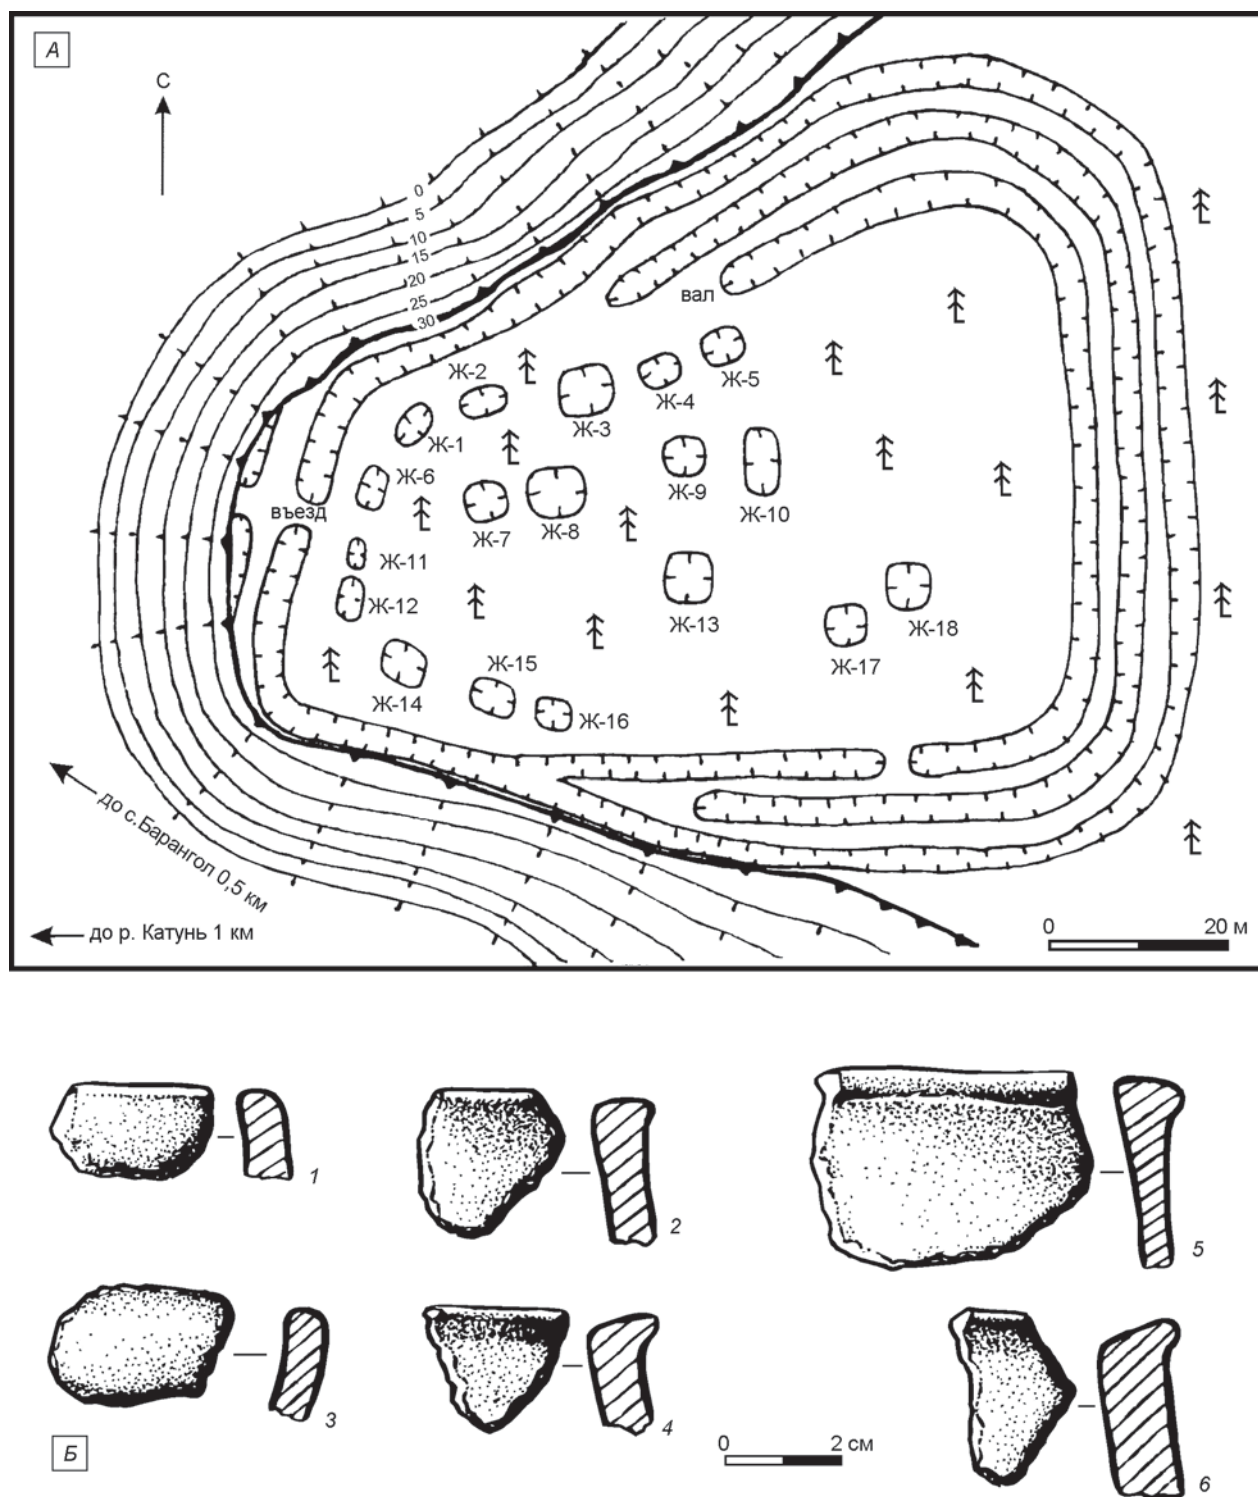 А
С
0
5
10
15
20
25
30
вал
Ж-2
Ж-5
Ж-4
Ж-3
Ж-1
Ж-6
Ж-9
Ж-10
въезд
Ж-7
Ж-8
Ж-11
Ж-12
Ж-13
Ж-18
Ж-17
Ж-15
Ж-14
Ж-16
до с.Барангол 0,5 км
до р. Катунь 1 км
0 20 м
1
2
5
3
4
6
0 2 см
Б